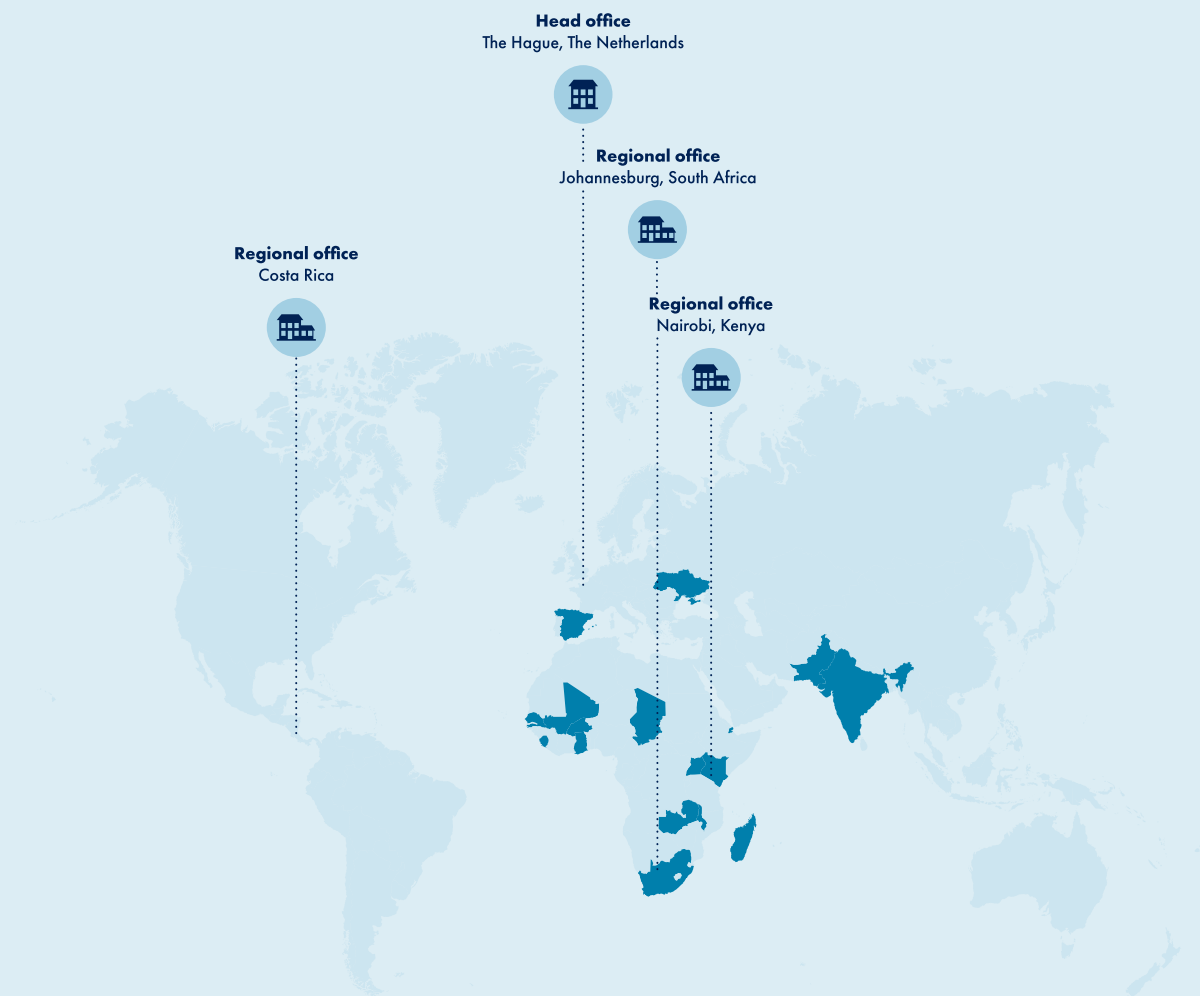 Head office
The Hague, The Netherlands
Regional office
Johannesburg, South Africa
Regional office
Costa Rica
Regional office
Nairobi, Kenya